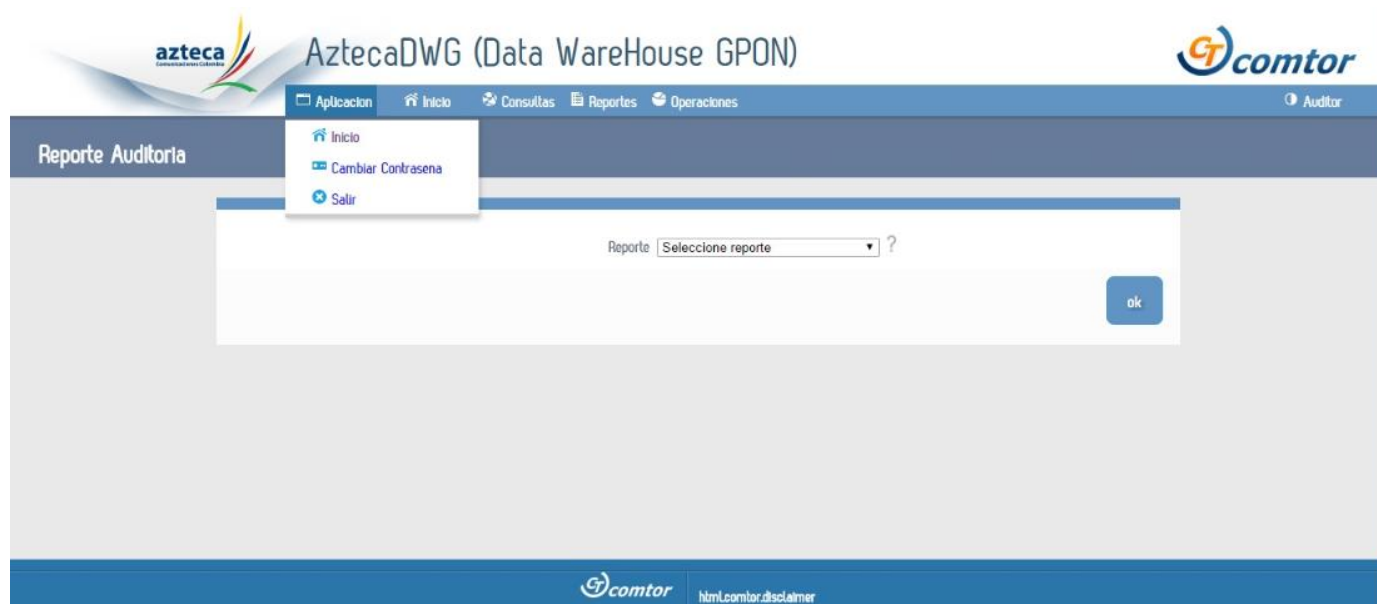 azteca
AztecaDWG (Data WareHouse GPON)
comtor
Aplicacion Inicio Consultas Reportes Operaciones Auditor
Reporte Auditoria
Inicio
Cambiar Contrasena
Salir
Reporte Seleccione reporte ?
ok
comtor html.comtor.disclaimer